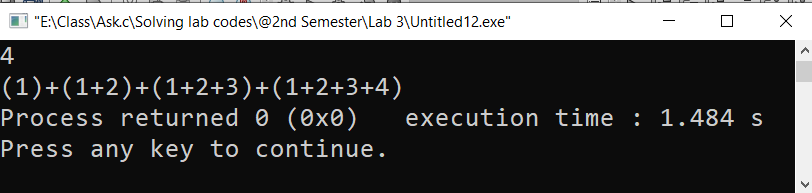 "E:\Class\Ask.c\Solving lab codes\@2nd Semester\Lab 3\Untitled12.exe"
4
(1)+(1+2)+(1+2+3)+(1+2+3+4)
Process returned 0 (0x0)   execution time : 1.484 s
Press any key to continue.